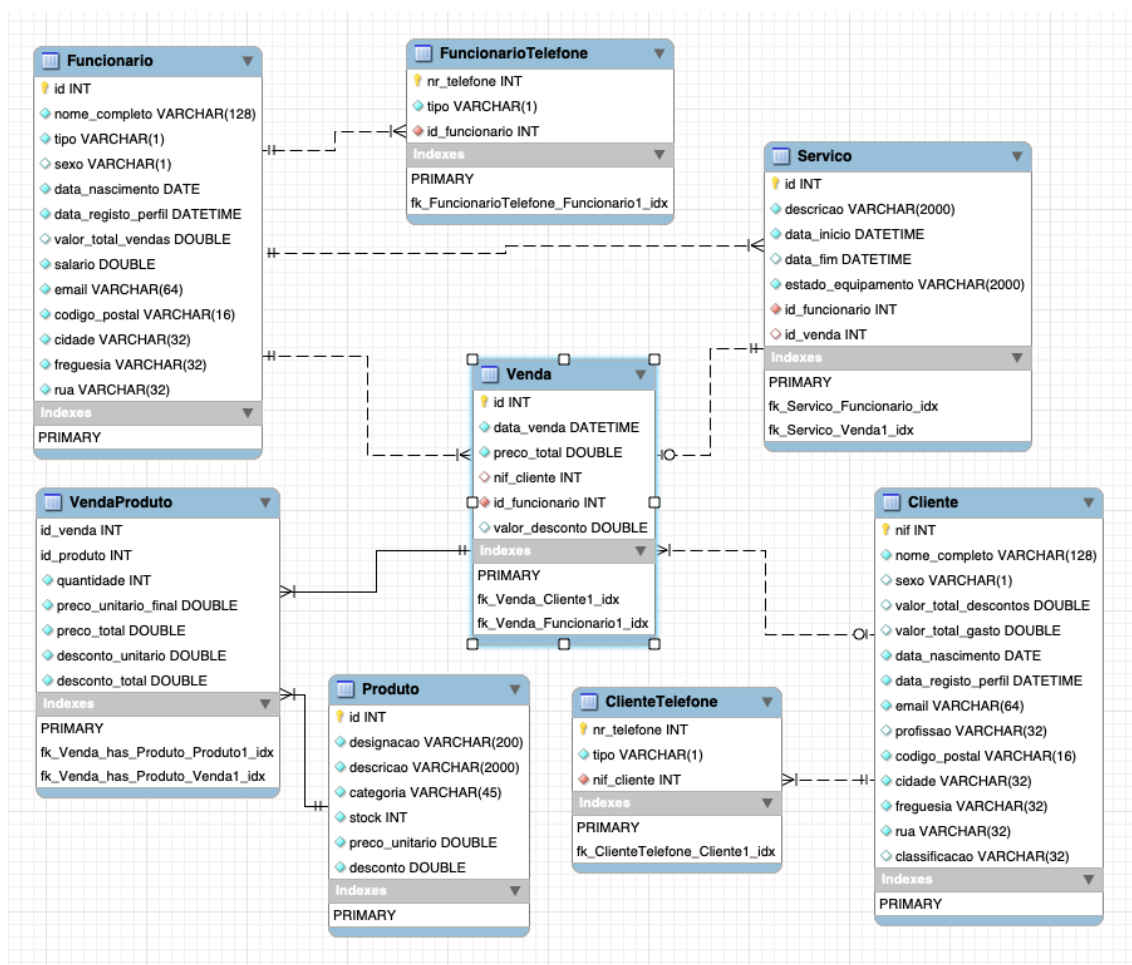 Funcionario
id INT
nome_completo VARCHAR(128)
tipo VARCHAR(1)
sexo VARCHAR(1)
data_nascimento DATE
data_registo_perfil DATETIME
valor_total_vendas DOUBLE
salario DOUBLE
email VARCHAR(64)
codigo_postal VARCHAR(16)
cidade VARCHAR(32)
freguesia VARCHAR(32)
rua VARCHAR(32)
Indexes
PRIMARY
FuncionarioTelefone
nr_telefone INT
tipo VARCHAR(1)
id_funcionario INT
Indexes
PRIMARY
fk_FuncionarioTelefone_Funcionario1_idx
Servico
id INT
descricao VARCHAR(2000)
data_inicio DATETIME
data_fim DATETIME
estado_equipamento VARCHAR(2000)
id_funcionario INT
id_venda INT
Indexes
PRIMARY
fk_Servico_Funcionario_idx
fk_Servico_Venda1_idx
Venda
id INT
data_venda DATETIME
preco_total DOUBLE
nif_cliente INT
id_funcionario INT
valor_desconto DOUBLE
Indexes
PRIMARY
fk_Venda_Cliente1_idx
fk_Venda_Funcionario1_idx
VendaProduto
id_venda INT
id_produto INT
quantidade INT
preco_unitario_final DOUBLE
preco_total DOUBLE
desconto_unitario DOUBLE
desconto_total DOUBLE
Indexes
PRIMARY
fk_Venda_has_Produto_Produto1_idx
fk_Venda_has_Produto_Venda1_idx
Produto
id INT
designacao VARCHAR(200)
descricao VARCHAR(2000)
categoria VARCHAR(45)
stock INT
preco_unitario DOUBLE
desconto DOUBLE
Indexes
PRIMARY
ClienteTelefone
nr_telefone INT
tipo VARCHAR(1)
nif_cliente INT
Indexes
PRIMARY
fk_ClienteTelefone_Cliente1_idx
Cliente
nif INT
nome_completo VARCHAR(128)
sexo VARCHAR(1)
valor_total_descontos DOUBLE
valor_total_gasto DOUBLE
data_nascimento DATE
data_registo_perfil DATETIME
email VARCHAR(64)
profissao VARCHAR(32)
codigo_postal VARCHAR(16)
cidade VARCHAR(32)
freguesia VARCHAR(32)
rua VARCHAR(32)
classificacao VARCHAR(32)
Indexes
PRIMARY